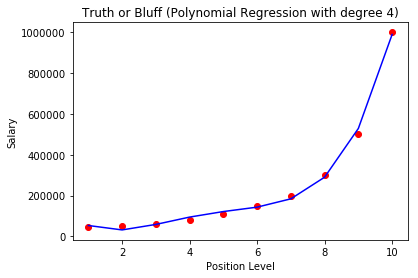 Truth or Bluff (Polynomial Regression with degree 4)
1000000
800000
600000
400000
200000
0
Salary
2 4 6 8 10
Position Level